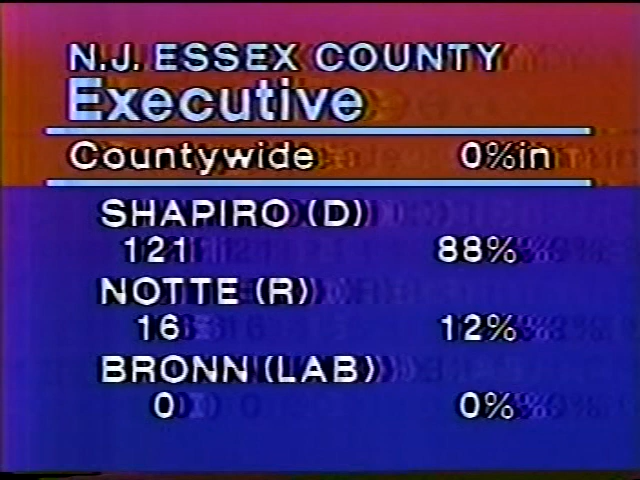 N.J. ESSEX COUNTY
Executive
Countywide 0%in
SHAPIRO (D)
121 88%
NOTTE (R)
16 12%
BRONN (LAB)
0 0%